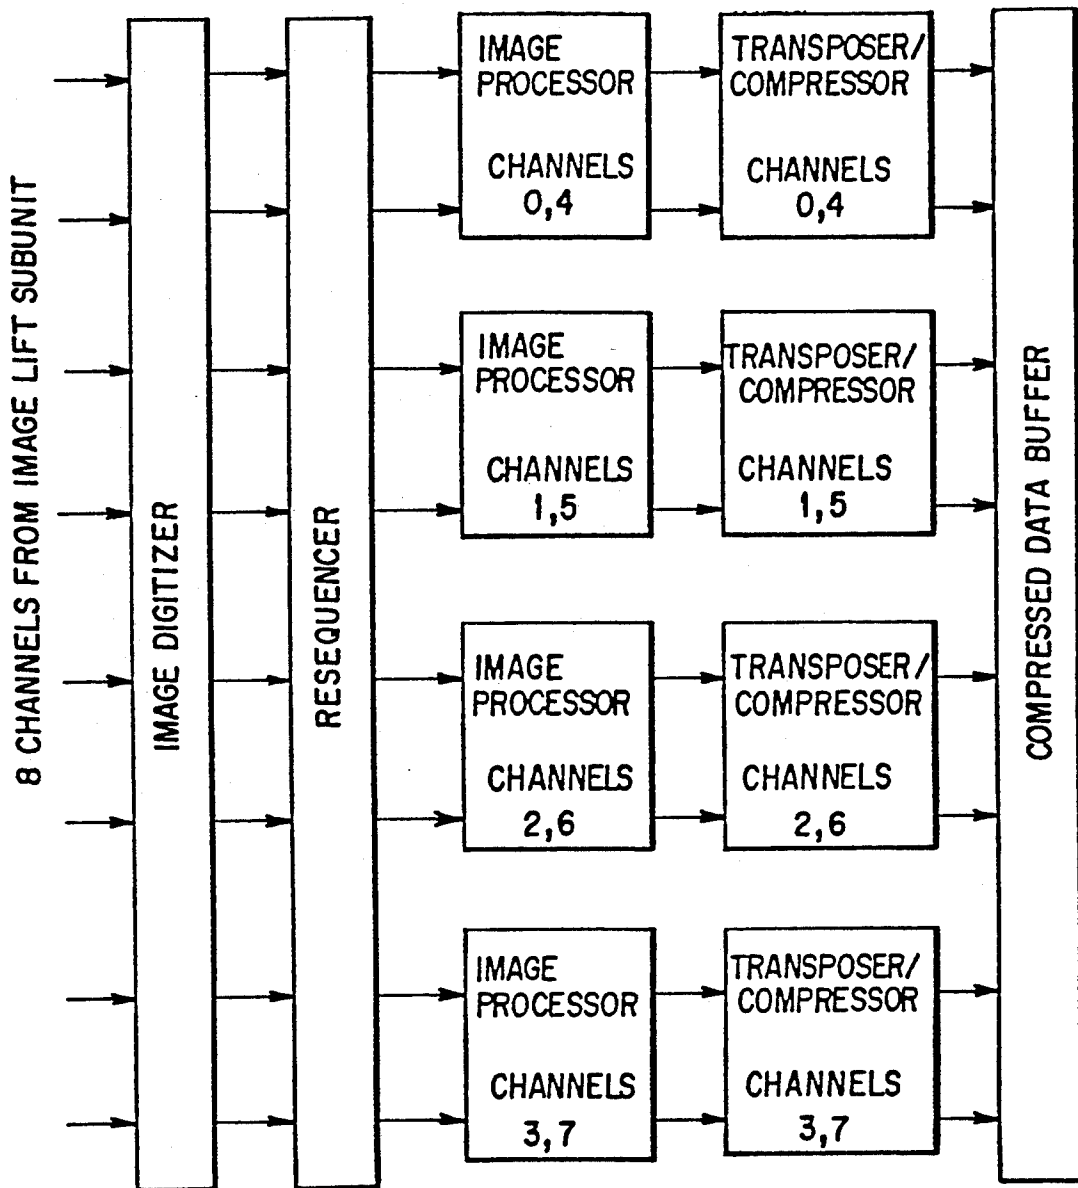 8 CHANNELS FROM IMAGE LIFT SUBUNIT
IMAGE DIGITIZER
RESEQUENCER
IMAGE
PROCESSOR
CHANNELS
0,4
TRANSPOSER/
COMPRESSOR
CHANNELS
0,4
IMAGE
PROCESSOR
CHANNELS
1,5
TRANSPOSER/
COMPRESSOR
CHANNELS
1,5
IMAGE
PROCESSOR
CHANNELS
2,6
TRANSPOSER/
COMPRESSOR
CHANNELS
2,6
IMAGE
PROCESSOR
CHANNELS
3,7
TRANSPOSER/
COMPRESSOR
CHANNELS
3,7
COMPRESSED DATA BUFFER